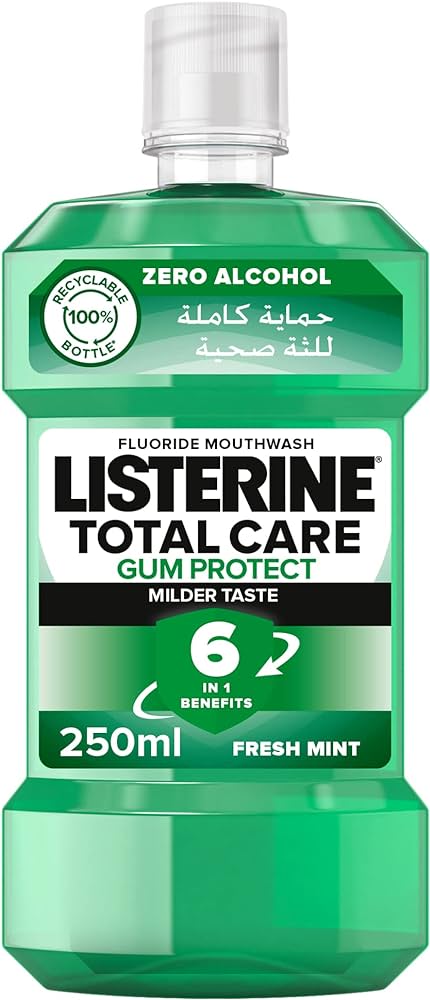 ZERO ALCOHOL
RECYCLABLE
100%
BOTTLE*
حماية كاملة
للثة صحية
FLUORIDE MOUTHWASH
LISTERINE®
TOTAL CARE
GUM PROTECT
MILDER TASTE
6
IN 1
BENEFITS
250ml
FRESH MINT